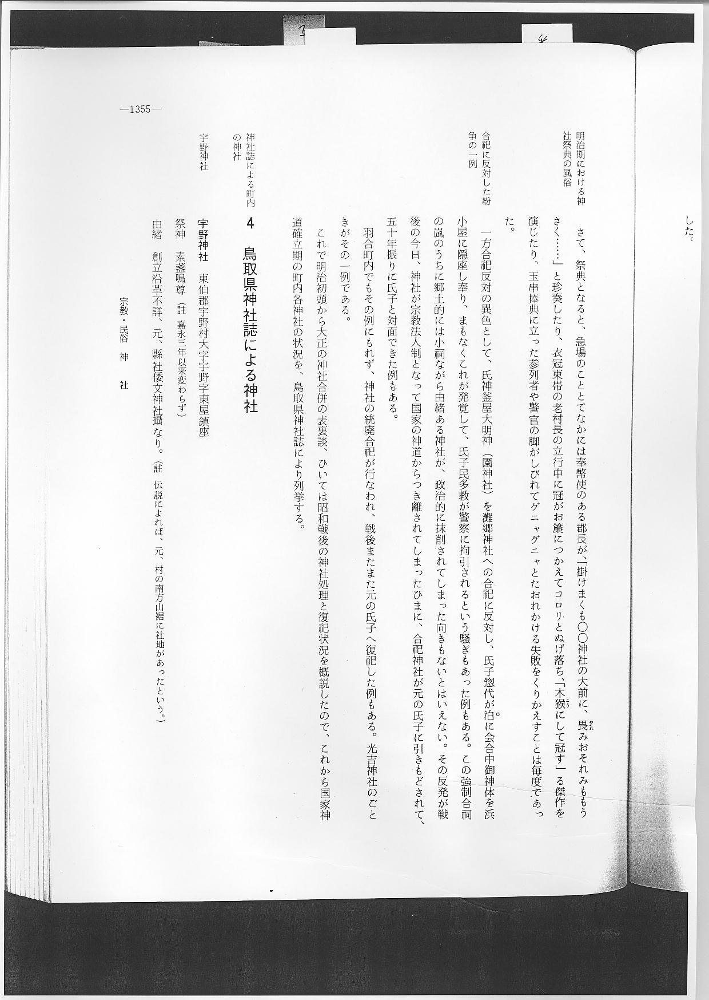 した。
明治期における神
社祭典の風俗
さて、祭典となると、急場のこととてなかには奉幣使のある郡長が、「掛けまくも〇〇神社の大前に、畏みおそれみももう
さく……」と珍奏したり、衣冠束帯の老村長の立行中に冠がお簾につかえてコロリとぬげ落ち、「木猴にして冠す」る傑作を
演じたり、玉串捧典に立った参列者や警官の脚がしびれてグニャグニャとたおれかける失敗をくりかえすことは毎度であっ
た。
合祀に反対した紛
争の一例
一方合祀反対の異色として、氏神釜屋大明神(園神社)を灘郷神社への合祀に反対し、氏子惣代が泊。に会合中御神体を浜
小屋に隠座し奉り、まもなくこれが発覚して、氏子民多教が警察に拘引されるという騒ぎもあった例もある。この強制合祠
の嵐のうちに郷土的には小祠ながら由緒ある神社が、政治的に抹削されてしまった向きもないとはいえない。その反発が戦
後の今日、神社が宗教法人制となって国家の神道からつき離されてしまったひまに、合祀神社が元の氏子に引きもどされて、
五十年振りに氏子と対面できた例もある。
羽合町内でもその例にもれず、神社の統廃合祀が行なわれ、戦後またまた元の氏子へ復祀した例もある。光吉神社のごと
きがその一例である。
これで明治初頭から大正の神社合併の表裏談、ひいては昭和戦後の神社処理と復祀状況を概説したので、これから国家神
道確立期の町内各神社の状況を、鳥取県神社誌により列挙する。
神社誌による町内
の神社
4 鳥取県神社誌による神社
宇野神社
宇野神社 東伯郡宇野村大字宇野字東屋鎮座
祭神 素盞鳴尊(註 嘉永三年以来変わらず)
由緒 創立沿革不詳、元、縣社倭文神社攝なり。(註 伝説によれば、元、村の南方山裾に社地があったという。)
宗教・民俗 神 社
—1355—